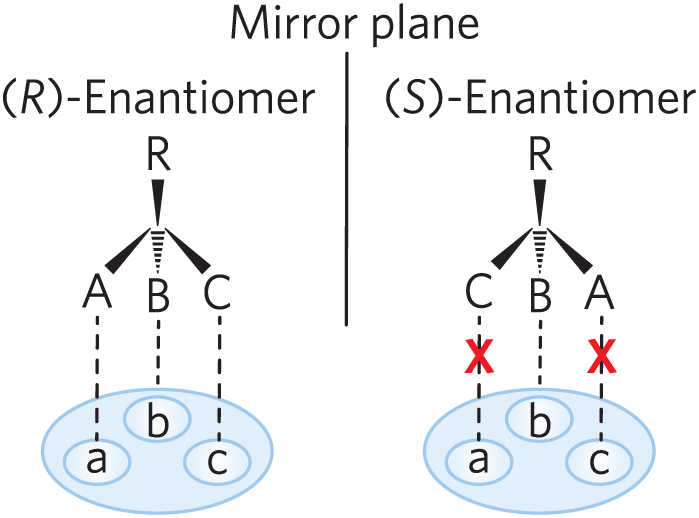 Mirror plane
(R)-Enantiomer (S)-Enantiomer
R R
A B C C B A
X X
b b
a c a c